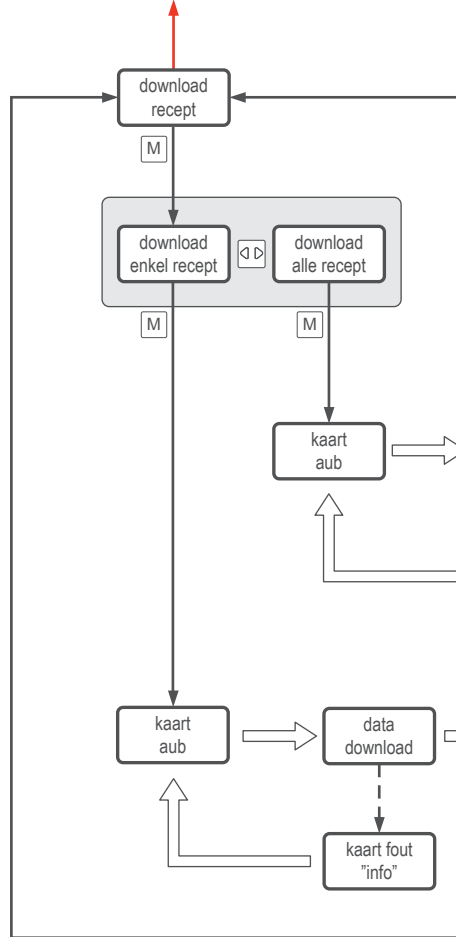 download
recept
M
download
enkel recept
download
alle recept
M
M
kaart
aub
kaart
aub
data
download
kaart fout
”info”